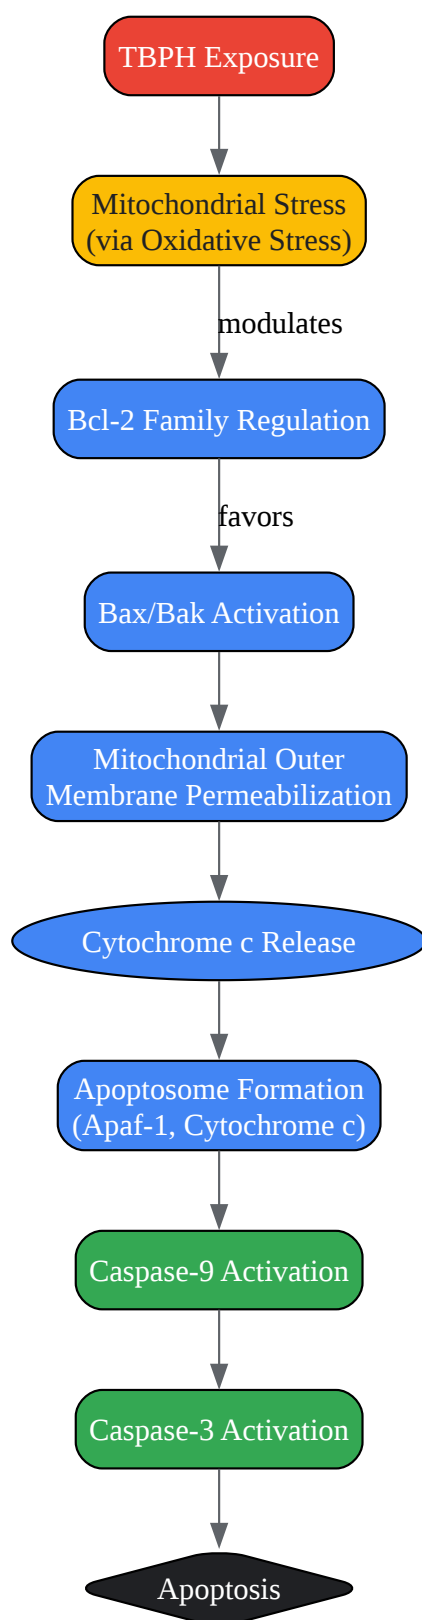 TBPH Exposure
Mitochondrial Stress
(via Oxidative Stress)
modulates
Bcl-2 Family Regulation
favors
Bax/Bak Activation
Mitochondrial Outer
Membrane Permeabilization
Cytochrome c Release
Apoptosome Formation
(Apaf-1, Cytochrome c)
Caspase-9 Activation
Caspase-3 Activation
Apoptosis